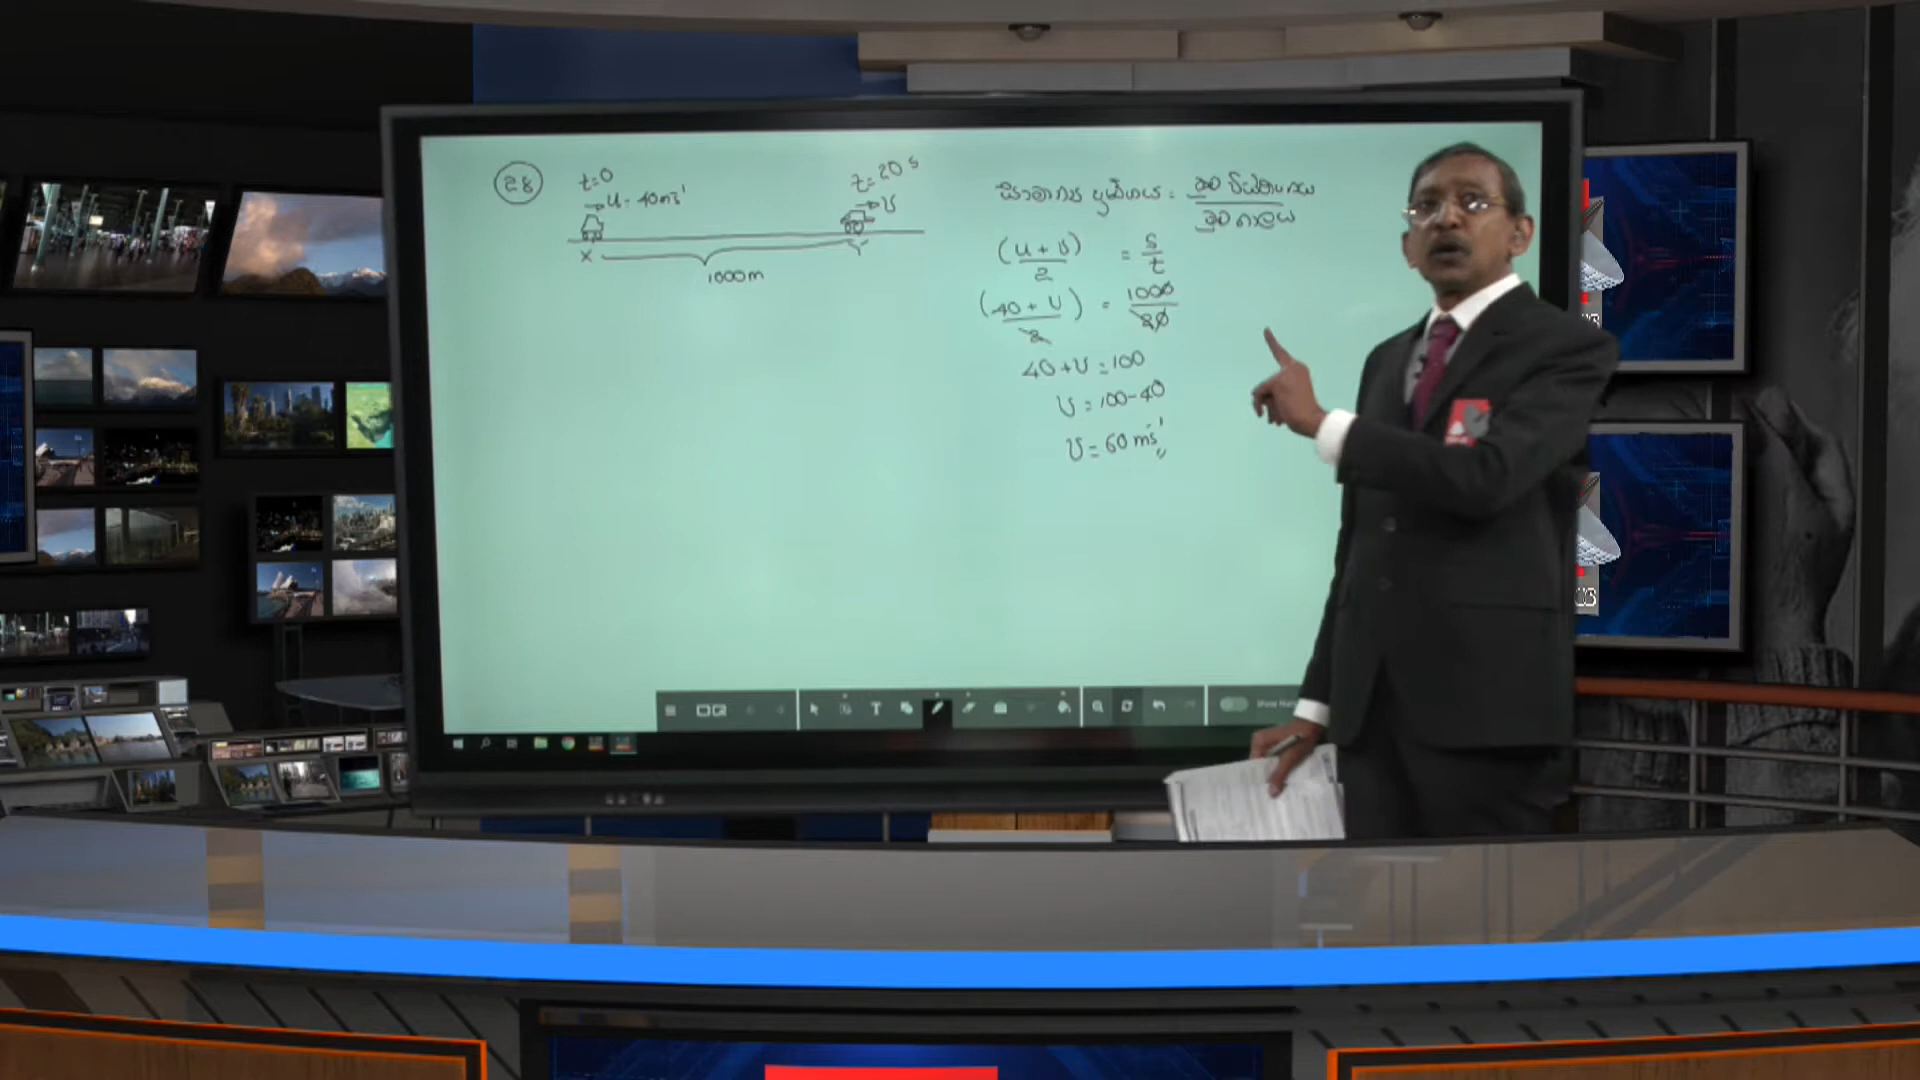 28
t=0
u = 40ms⁻¹
t = 20 s
v
X
Y
1000m
සාමාන්‍ය ප්‍රවේගය = මුළු විස්ථාපනය / මුළු කාලය
(u + v)/2 = s/t
(40 + v)/2 = 1000/20
40 + v = 100
v = 100 - 40
v = 60 ms⁻¹